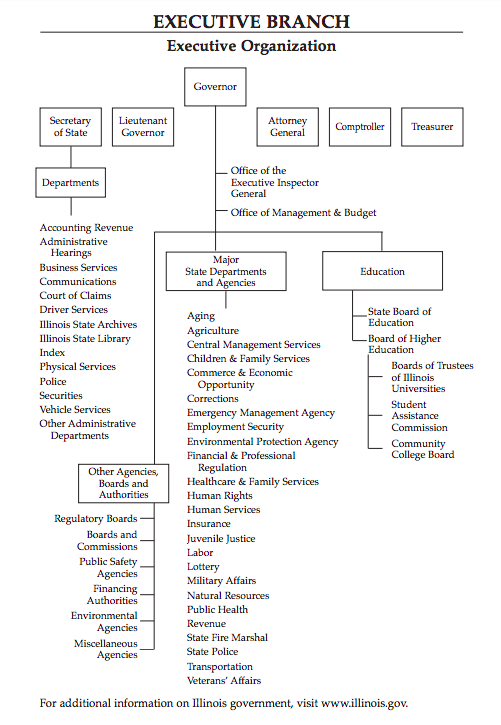 EXECUTIVE BRANCH
Executive Organization
Governor
Secretary
of State
Lieutenant
Governor
Attorney
General
Comptroller
Treasurer
Departments
Accounting Revenue
Administrative
Hearings
Business Services
Communications
Court of Claims
Driver Services
Illinois State Archives
Illinois State Library
Index
Physical Services
Police
Securities
Vehicle Services
Other Administrative
Departments
Office of the
Executive Inspector
General
Office of Management & Budget
Major
State Departments
and Agencies
Aging
Agriculture
Central Management Services
Children & Family Services
Commerce & Economic
Opportunity
Corrections
Emergency Management Agency
Employment Security
Environmental Protection Agency
Financial & Professional
Regulation
Healthcare & Family Services
Human Rights
Human Services
Insurance
Juvenile Justice
Labor
Lottery
Military Affairs
Natural Resources
Public Health
Revenue
State Fire Marshal
State Police
Transportation
Veterans' Affairs
Education
State Board of
Education
Board of Higher
Education
Boards of Trustees
of Illinois
Universities
Student
Assistance
Commission
Community
College Board
Other Agencies,
Boards and
Authorities
Regulatory Boards
Boards and
Commissions
Public Safety
Agencies
Financing
Authorities
Environmental
Agencies
Miscellaneous
Agencies
For additional information on Illinois government, visit www.illinois.gov.